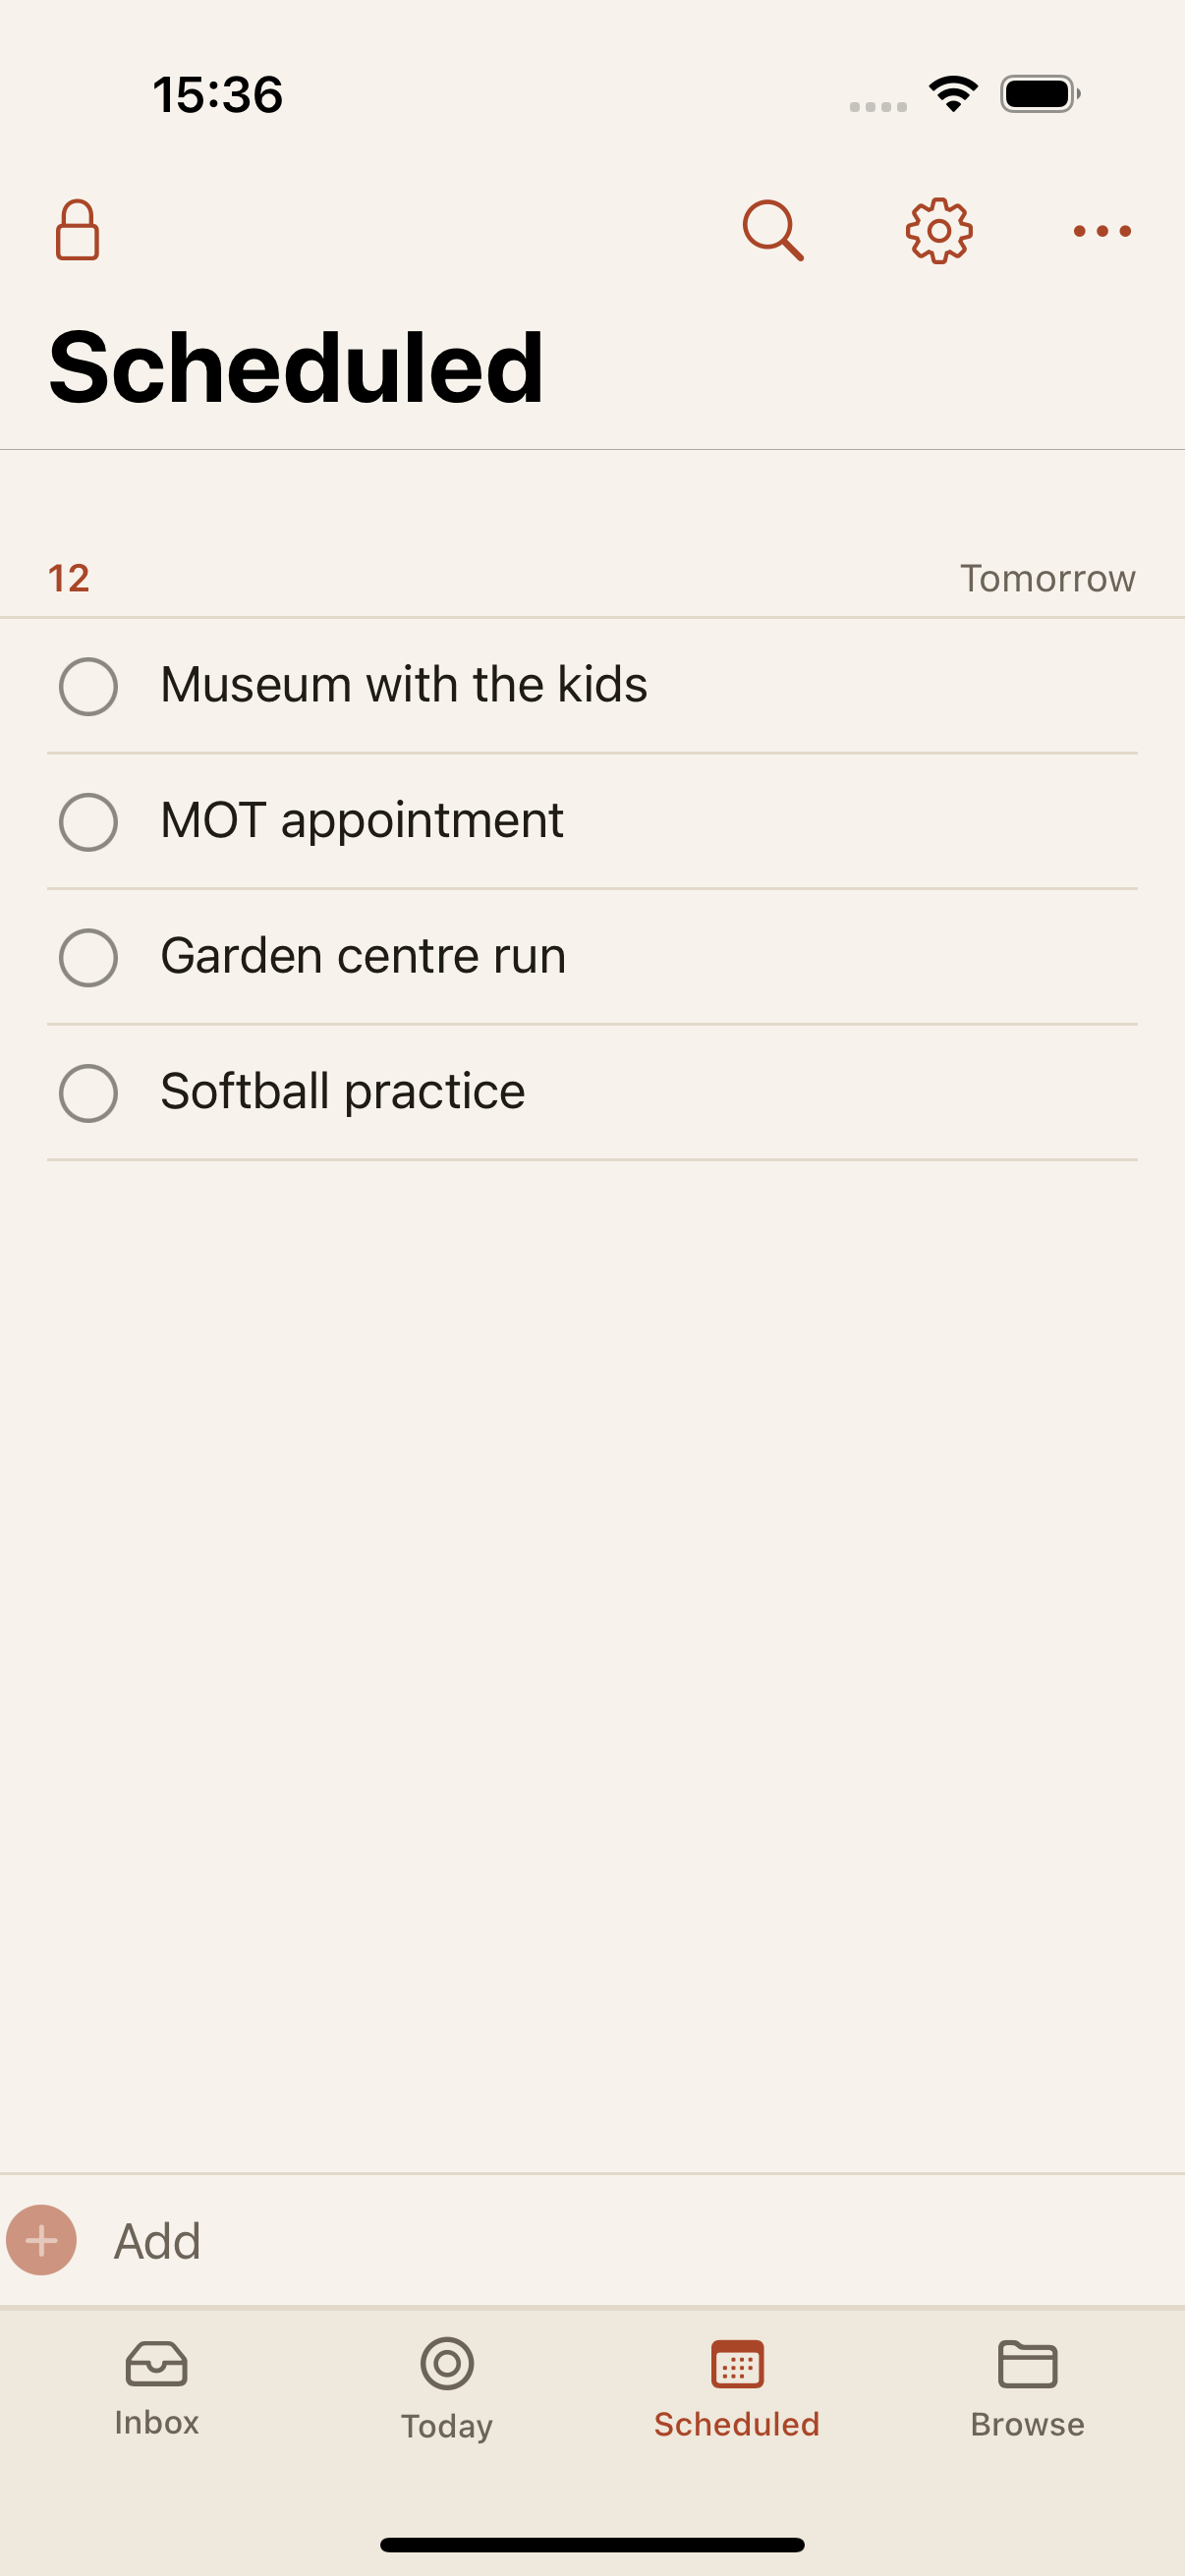 15:36
Scheduled
12 Tomorrow
Museum with the kids
MOT appointment
Garden centre run
Softball practice
Add
Inbox Today Scheduled Browse